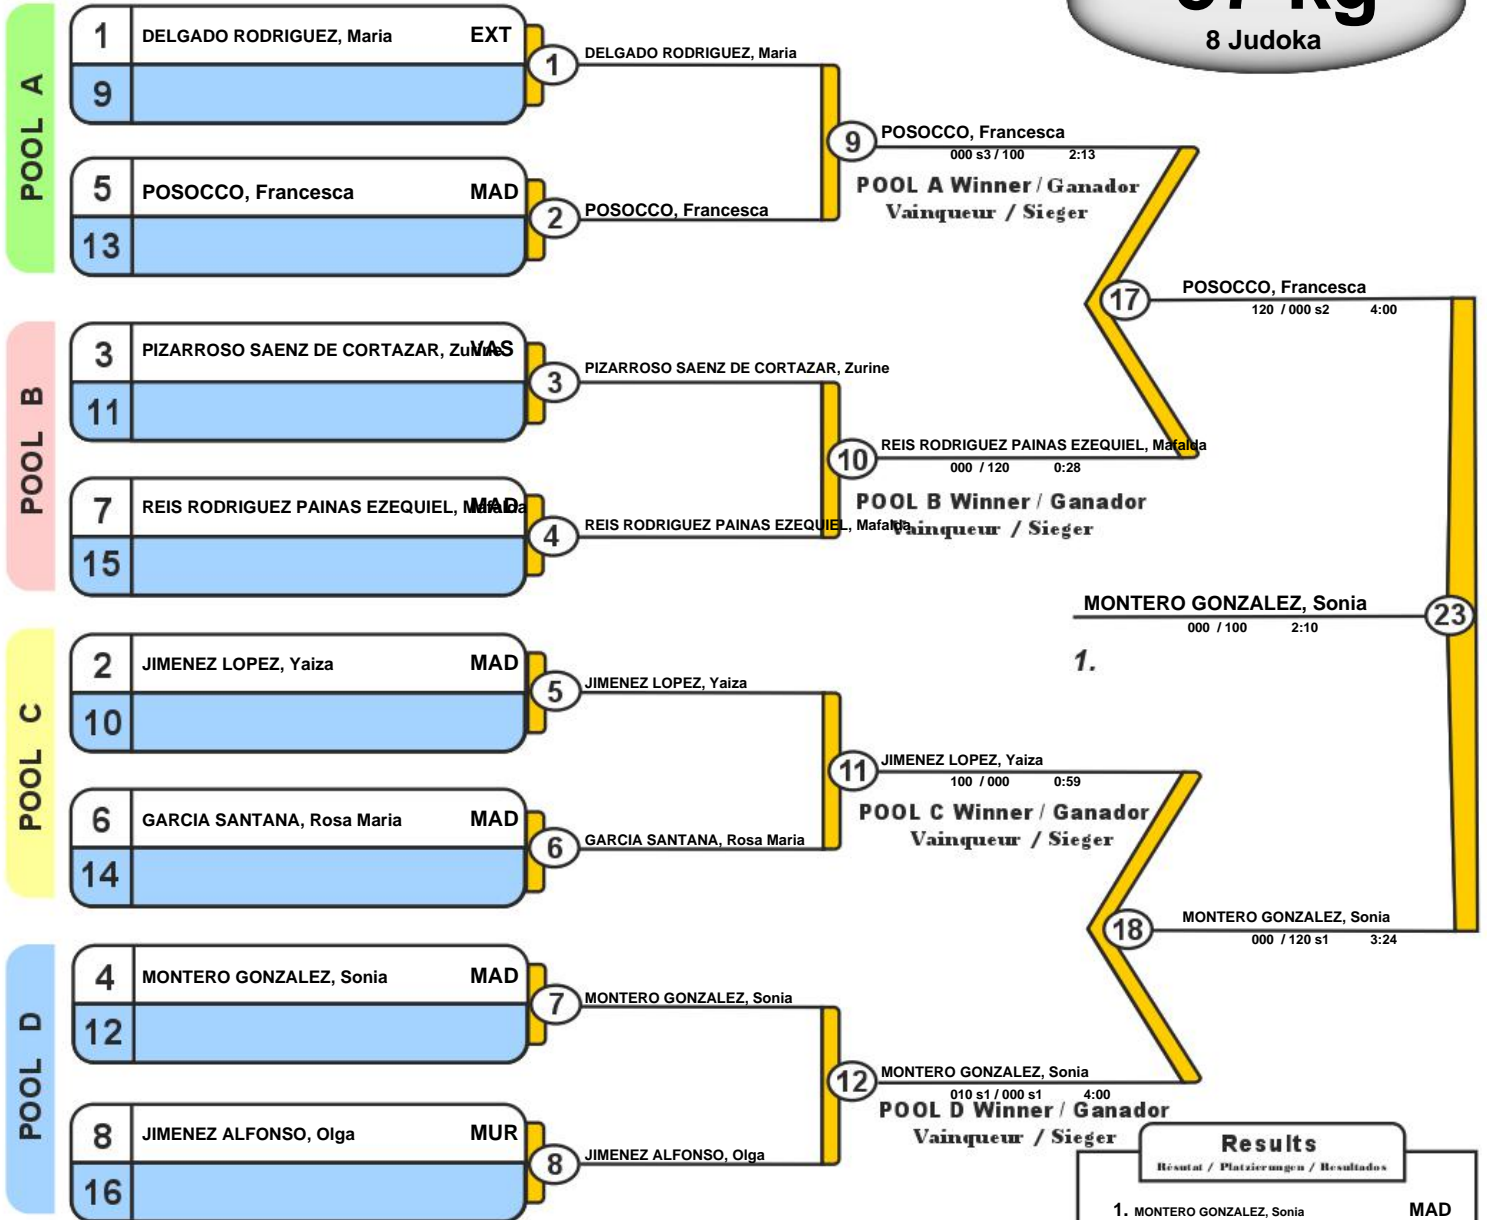 8 Judoka
POOL A
1 DELGADO RODRIGUEZ, Maria EXT
9
1 DELGADO RODRIGUEZ, Maria
5 POSOCCO, Francesca MAD
13
2 POSOCCO, Francesca
9 POSOCCO, Francesca
000 s3 / 100 2:13
POOL A Winner / Ganador
Vainqueur / Sieger
POOL B
3 PIZARROSO SAENZ DE CORTAZAR, Zurine VAS
11
3 PIZARROSO SAENZ DE CORTAZAR, Zurine
7 REIS RODRIGUEZ PAINAS EZEQUIEL, Mafalda MAD
15
4 REIS RODRIGUEZ PAINAS EZEQUIEL, Mafalda
10 REIS RODRIGUEZ PAINAS EZEQUIEL, Mafalda
000 / 120 0:28
POOL B Winner / Ganador
Vainqueur / Sieger
17 POSOCCO, Francesca
120 / 000 s2 4:00
MONTERO GONZALEZ, Sonia 23
000 / 100 2:10
1.
POOL C
2 JIMENEZ LOPEZ, Yaiza MAD
10
5 JIMENEZ LOPEZ, Yaiza
6 GARCIA SANTANA, Rosa Maria MAD
14
6 GARCIA SANTANA, Rosa Maria
11 JIMENEZ LOPEZ, Yaiza
100 / 000 0:59
POOL C Winner / Ganador
Vainqueur / Sieger
18 MONTERO GONZALEZ, Sonia
000 / 120 s1 3:24
POOL D
4 MONTERO GONZALEZ, Sonia MAD
12
7 MONTERO GONZALEZ, Sonia
8 JIMENEZ ALFONSO, Olga MUR
16
8 JIMENEZ ALFONSO, Olga
12 MONTERO GONZALEZ, Sonia
010 s1 / 000 s1 4:00
POOL D Winner / Ganador
Vainqueur / Sieger
Results
Résutat / Platzierungen / Resultados
1. MONTERO GONZALEZ, Sonia MAD